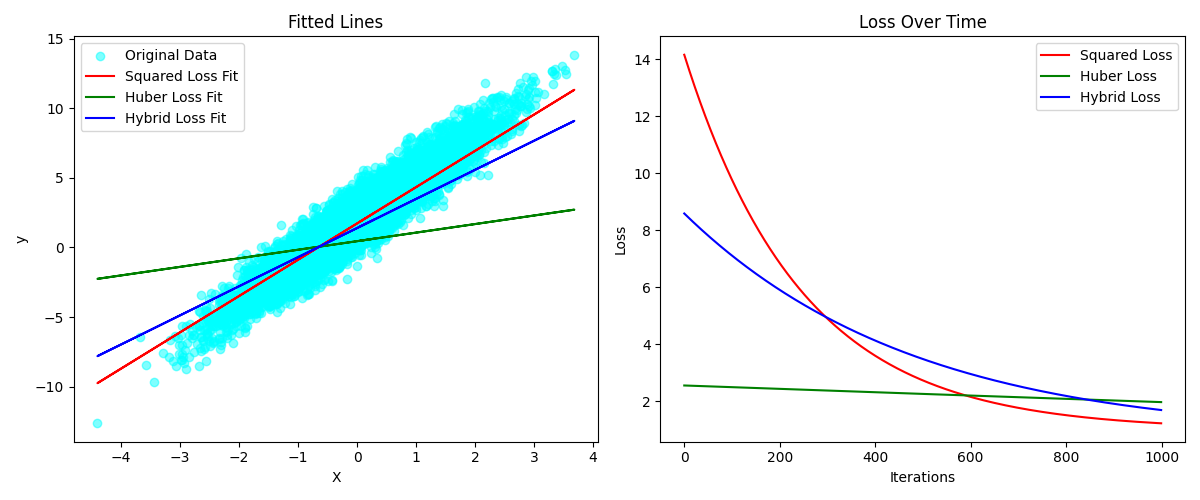 Fitted Lines
Original Data
Squared Loss Fit
Huber Loss Fit
Hybrid Loss Fit
15
10
5
0
−5
−10
y
−4 −3 −2 −1 0 1 2 3 4
X
Loss Over Time
Squared Loss
Huber Loss
Hybrid Loss
14
12
10
8
6
4
2
Loss
0 200 400 600 800 1000
Iterations